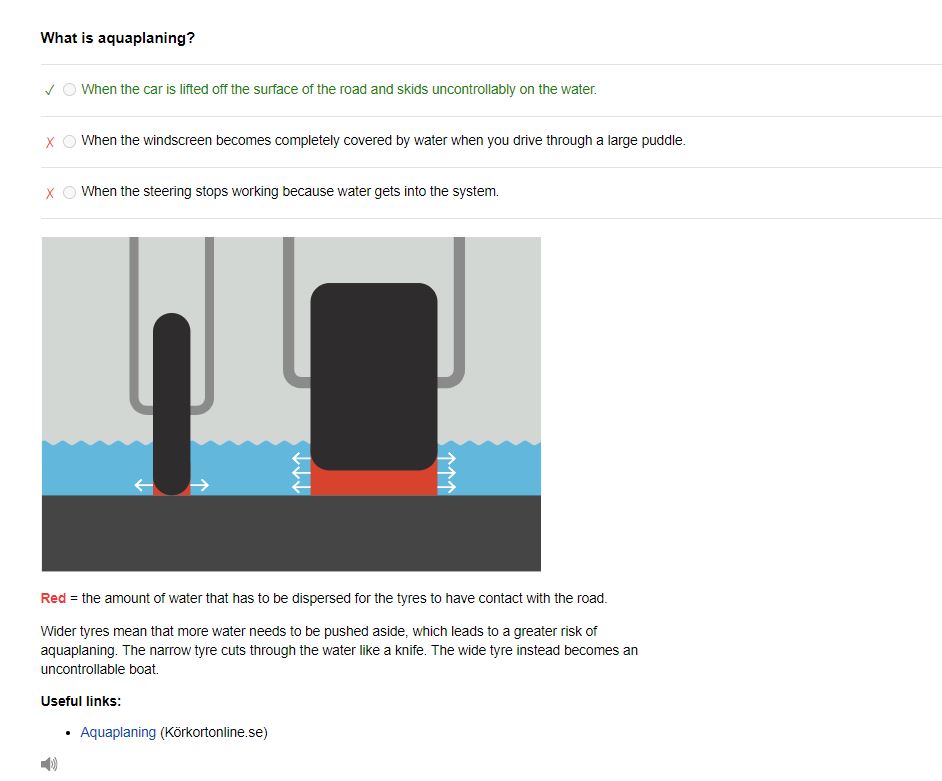 What is aquaplaning?
When the car is lifted off the surface of the road and skids uncontrollably on the water.
When the windscreen becomes completely covered by water when you drive through a large puddle.
When the steering stops working because water gets into the system.
Red = the amount of water that has to be dispersed for the tyres to have contact with the road.
Wider tyres mean that more water needs to be pushed aside, which leads to a greater risk of
aquaplaning. The narrow tyre cuts through the water like a knife. The wide tyre instead becomes an
uncontrollable boat.
Useful links:
• Aquaplaning (Körkortonline.se)